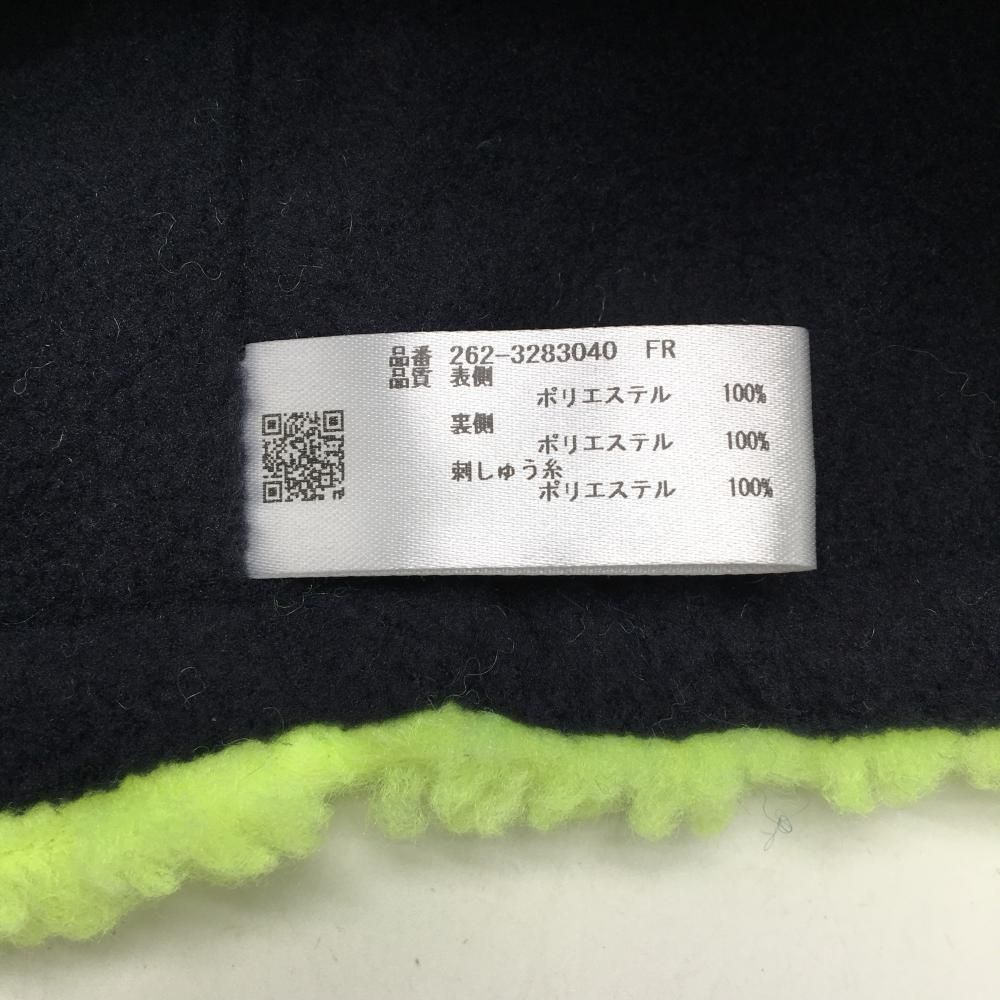 品番 262-3283040 FR
品質 表側
ポリエステル 100%
裏側
ポリエステル 100%
刺しゅう糸
ポリエステル 100%